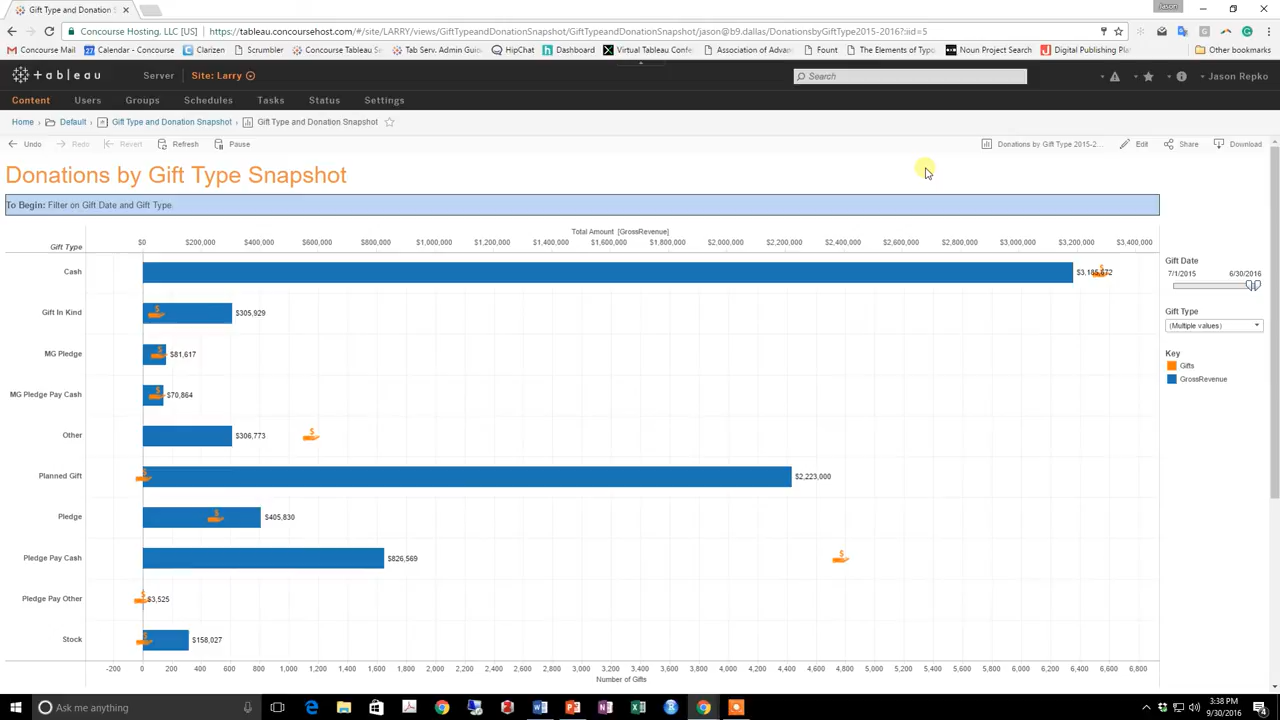 Gift Type and Donation S
Jason
Concourse Hosting, LLC [US] https://tableau.concoursehost.com/#/site/LARRY/views/GiftTypeandDonationSnapshot/GiftTypeandDonationSnapshot/jason@b9.dallas/DonationsbyGiftType2015-2016?:iid=5
Concourse Mail Calendar - Concourse Clarizen Scrumbler Concourse Tableau Se Tab Serv. Admin Guid HipChat Dashboard Virtual Tableau Confe Association of Advan Fount The Elements of Typo Noun Project Search Digital Publishing Pla Other bookmarks
tableau Server Site: Larry Search Jason Repko
Content Users Groups Schedules Tasks Status Settings
Home Default Gift Type and Donation Snapshot Gift Type and Donation Snapshot
Undo Redo Revert Refresh Pause Donations by Gift Type 2015-2... Edit Share Download
Donations by Gift Type Snapshot
To Begin: Filter on Gift Date and Gift Type
Total Amount [GrossRevenue]
Gift Type $0 $200,000 $400,000 $600,000 $800,000 $1,000,000 $1,200,000 $1,400,000 $1,600,000 $1,800,000 $2,000,000 $2,200,000 $2,400,000 $2,600,000 $2,800,000 $3,000,000 $3,200,000 $3,400,000
Cash
Gift In Kind $305,929
MG Pledge $81,617
MG Pledge Pay Cash $70,864
Other $306,773
Planned Gift $2,223,000
Pledge $405,830
Pledge Pay Cash $826,569
Pledge Pay Other $3,525
Stock $158,027
-200 0 200 400 600 800 1,000 1,200 1,400 1,600 1,800 2,000 2,200 2,400 2,600 2,800 3,000 3,200 3,400 3,600 3,800 4,000 4,200 4,400 4,600 4,800 5,000 5,200 5,400 5,600 5,800 6,000 6,200 6,400 6,600 6,800
Number of Gifts
Gift Date
7/1/2015 6/30/2016
Gift Type
(Multiple values)
Key
Gifts
GrossRevenue
Ask me anything
3:38 PM
9/30/2016
4